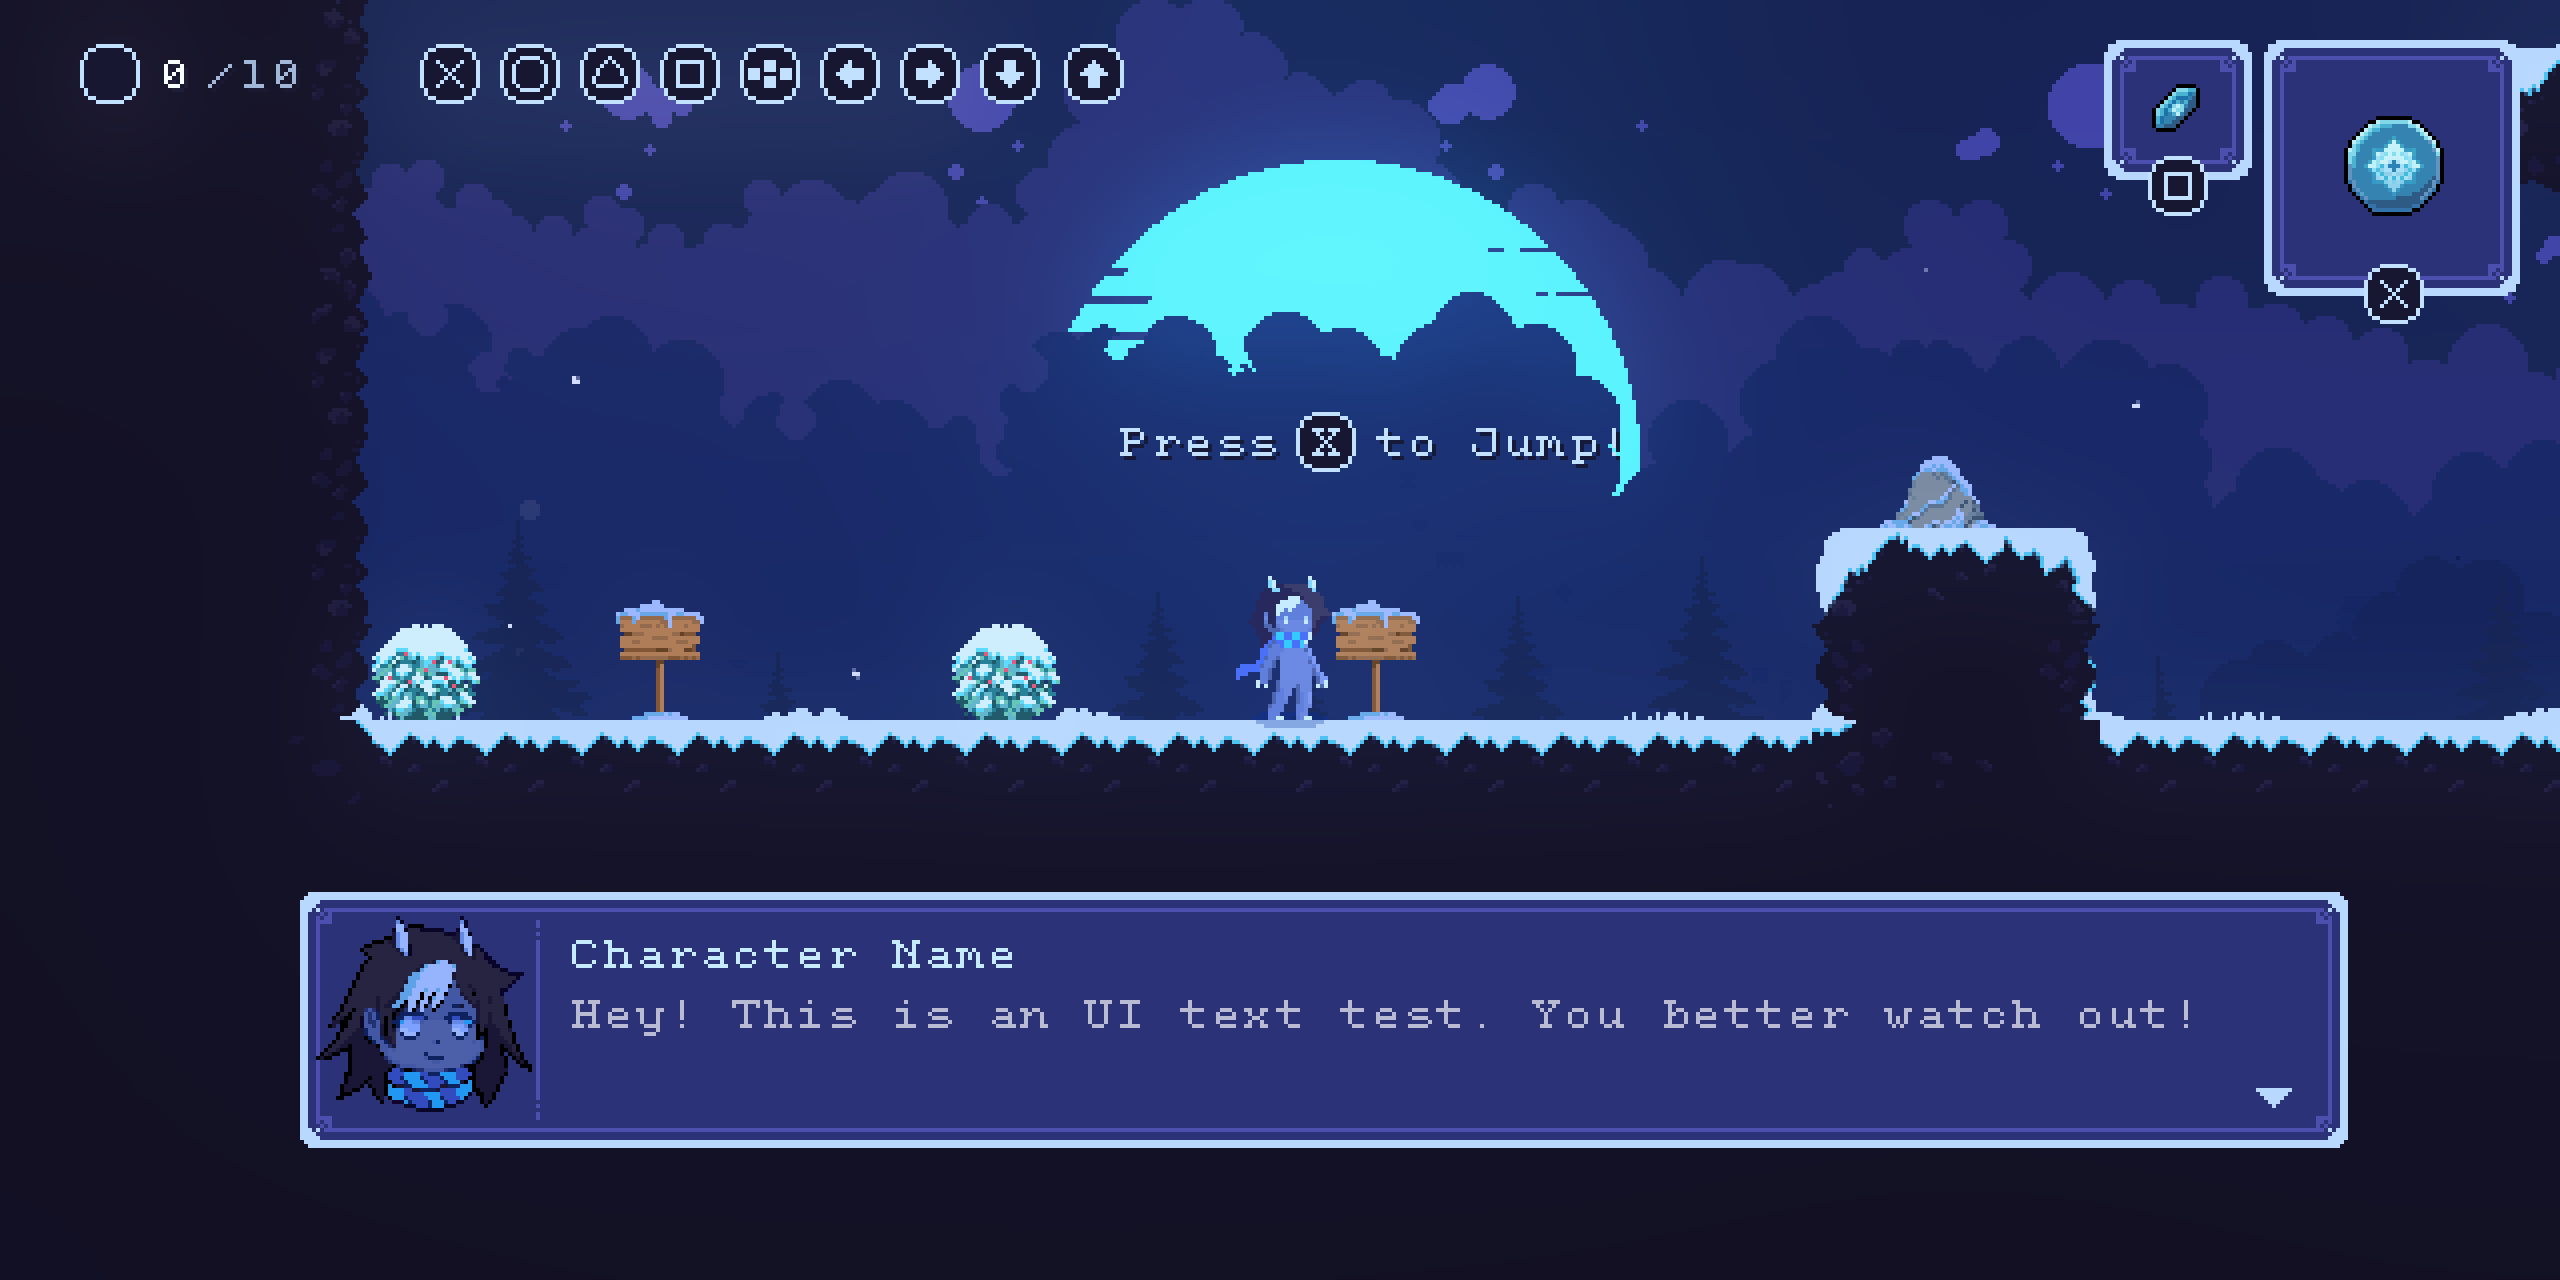 0/10
Press X to Jump!
Character Name
Hey! This is an UI text test. You better watch out!